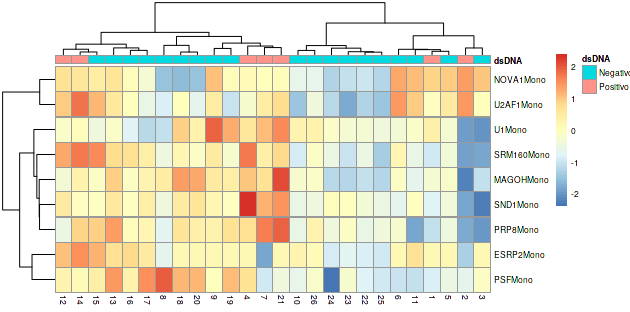 dsDNA
NOVA1Mono
U2AF1Mono
U1Mono
SRM160Mono
MAGOHMono
SND1Mono
PRP8Mono
ESRP2Mono
PSFMono
12 14 15 13 16 17 8 18 20 9 19 4 7 21 10 26 24 23 22 25 6 11 1 5 2 3
2
1
0
-1
-2
dsDNA
Negativo
Positivo